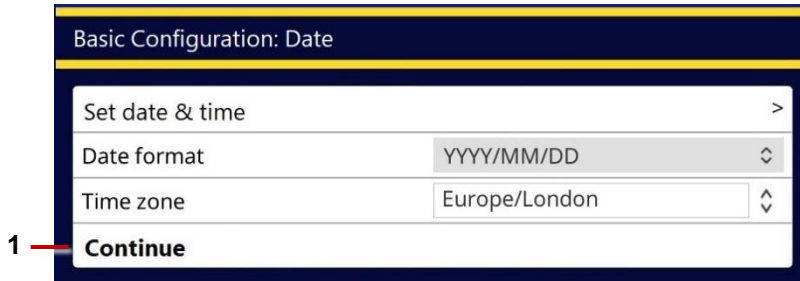 Basic Configuration: Date
Set date & time >
Date format YYYY/MM/DD
Time zone Europe/London
1 Continue